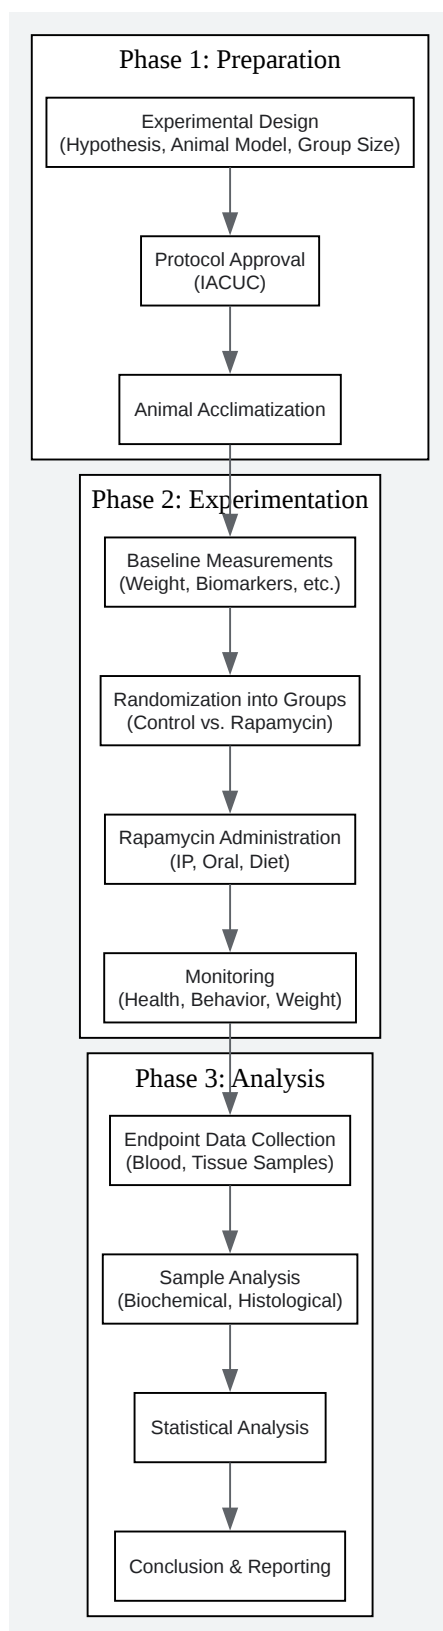 Phase 1: Preparation
Experimental Design
(Hypothesis, Animal Model, Group Size)
Protocol Approval
(IACUC)
Animal Acclimatization
Phase 2: Experimentation
Baseline Measurements
(Weight, Biomarkers, etc.)
Randomization into Groups
(Control vs. Rapamycin)
Rapamycin Administration
(IP, Oral, Diet)
Monitoring
(Health, Behavior, Weight)
Phase 3: Analysis
Endpoint Data Collection
(Blood, Tissue Samples)
Sample Analysis
(Biochemical, Histological)
Statistical Analysis
Conclusion & Reporting